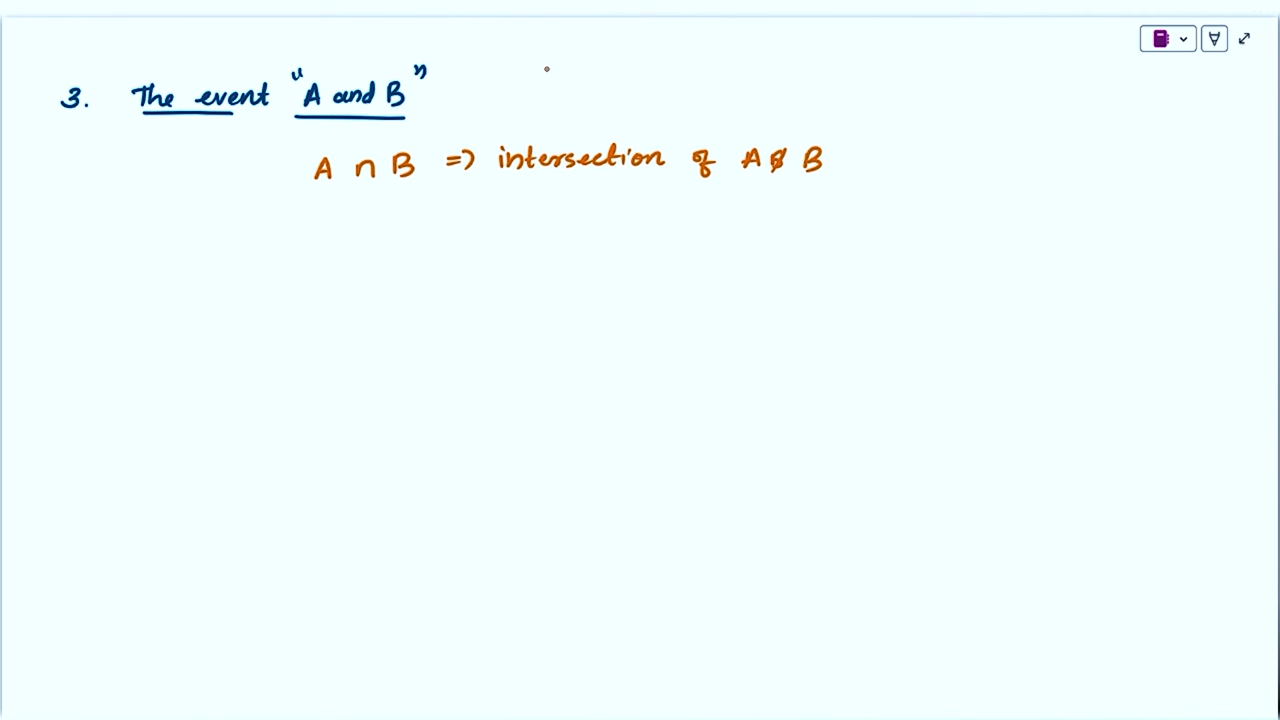 3. The event "A and B"
A ∩ B => intersection of A & B